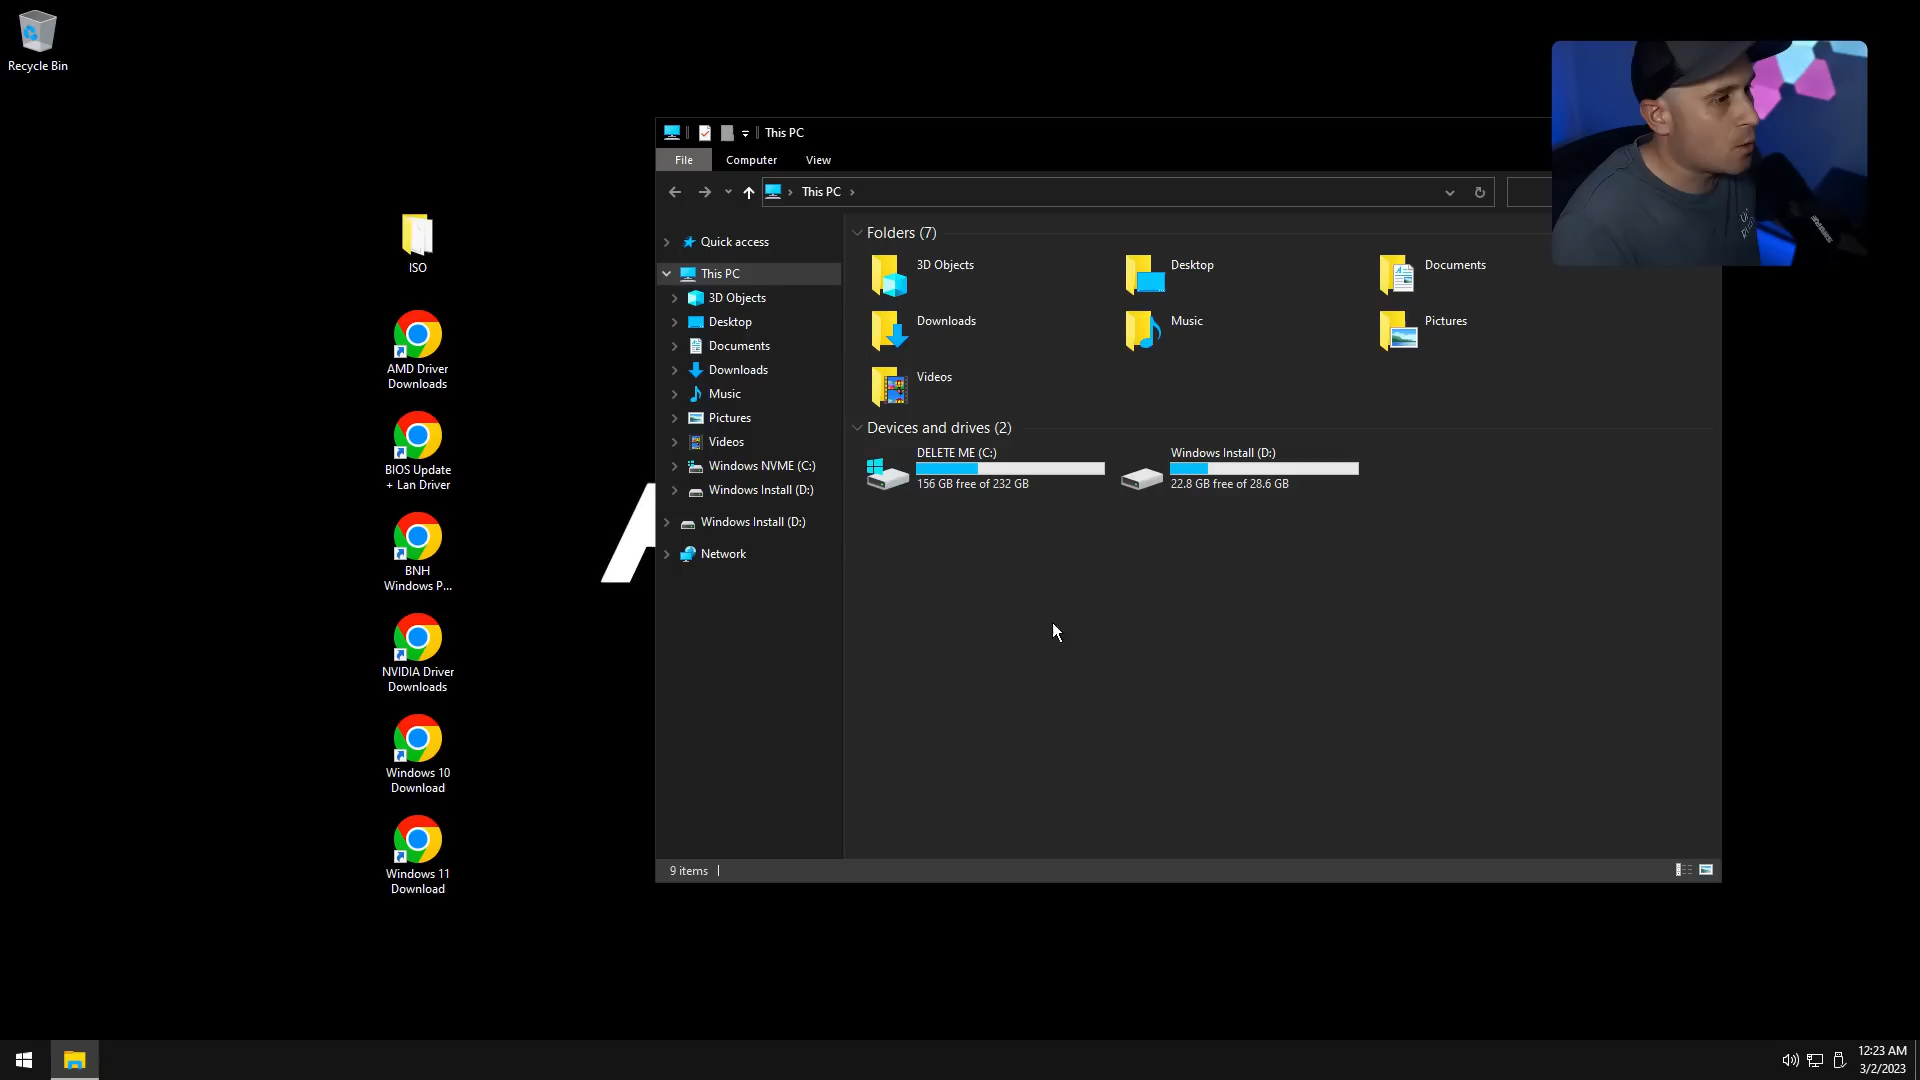 Recycle Bin
ISO
AMD Driver
Downloads
BIOS Update
+ Lan Driver
BNH
Windows P...
NVIDIA Driver
Downloads
Windows 10
Download
Windows 11
Download
This PC
File
Computer
View
This PC
Quick access
This PC
3D Objects
Desktop
Documents
Downloads
Music
Pictures
Videos
Windows NVME (C:)
Windows Install (D:)
Windows Install (D:)
Network
Folders (7)
3D Objects
Desktop
Documents
Downloads
Music
Pictures
Videos
Devices and drives (2)
DELETE ME (C:)
156 GB free of 232 GB
Windows Install (D:)
22.8 GB free of 28.6 GB
9 items
12:23 AM
3/2/2023